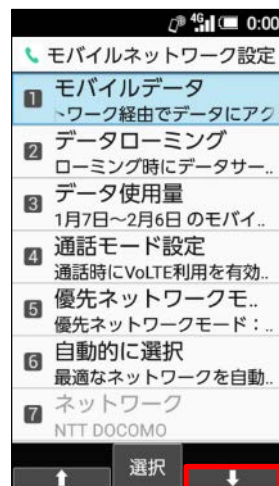 4G 0:00
モバイルネットワーク設定
1 モバイルデータ
トワーク経由でデータにアク
2 データローミング
ローミング時にデータサー..
3 データ使用量
1月7日～2月6日 のモバイ..
4 通話モード設定
通話時にVoLTE利用を有効..
5 優先ネットワークモ..
優先ネットワークモード：..
6 自動的に選択
最適なネットワークを自動..
7 ネットワーク
NTT DOCOMO
選択